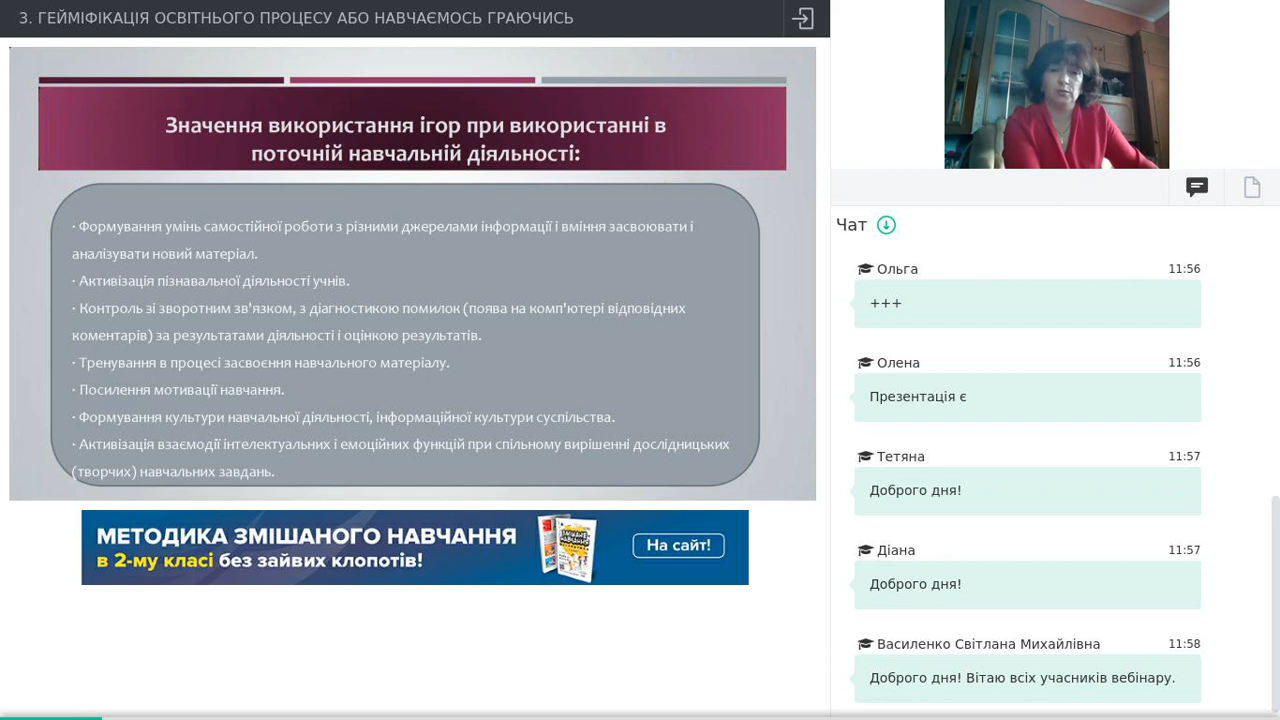 3. ГЕЙМІФІКАЦІЯ ОСВІТНЬОГО ПРОЦЕСУ АБО НАВЧАЄМОСЬ ГРАЮЧИСЬ
Значення використання ігор при використанні в
поточній навчальній діяльності:
· Формування умінь самостійної роботи з різними джерелами інформації і вміння засвоювати і
аналізувати новий матеріал.
· Активізація пізнавальної діяльності учнів.
· Контроль зі зворотним зв'язком, з діагностикою помилок (поява на комп'ютері відповідних
коментарів) за результатами діяльності і оцінкою результатів.
· Тренування в процесі засвоєння навчального матеріалу.
· Посилення мотивації навчання.
· Формування культури навчальної діяльності, інформаційної культури суспільства.
· Активізація взаємодії інтелектуальних і емоційних функцій при спільному вирішенні дослідницьких
(творчих) навчальних завдань.
МЕТОДИКА ЗМІШАНОГО НАВЧАННЯ
в 2-му класі без зайвих клопотів!
На сайт!
Чат
Ольга 11:56
+++
Олена 11:56
Презентація є
Тетяна 11:57
Доброго дня!
Діана 11:57
Доброго дня!
Василенко Світлана Михайлівна 11:58
Доброго дня! Вітаю всіх учасників вебінару.